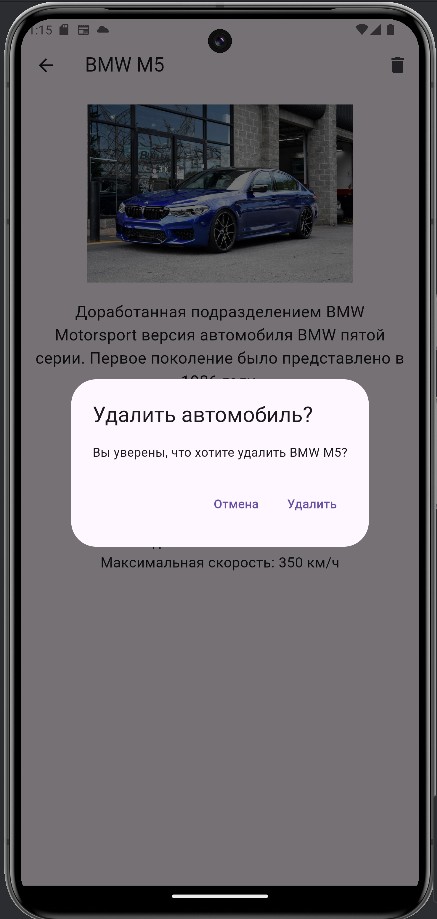 1:15
BMW M5
Доработанная подразделением BMW
Motorsport версия автомобиля BMW пятой
серии. Первое поколение было представлено в
Удалить автомобиль?
Вы уверены, что хотите удалить BMW M5?
Отмена Удалить
Максимальная скорость: 350 км/ч